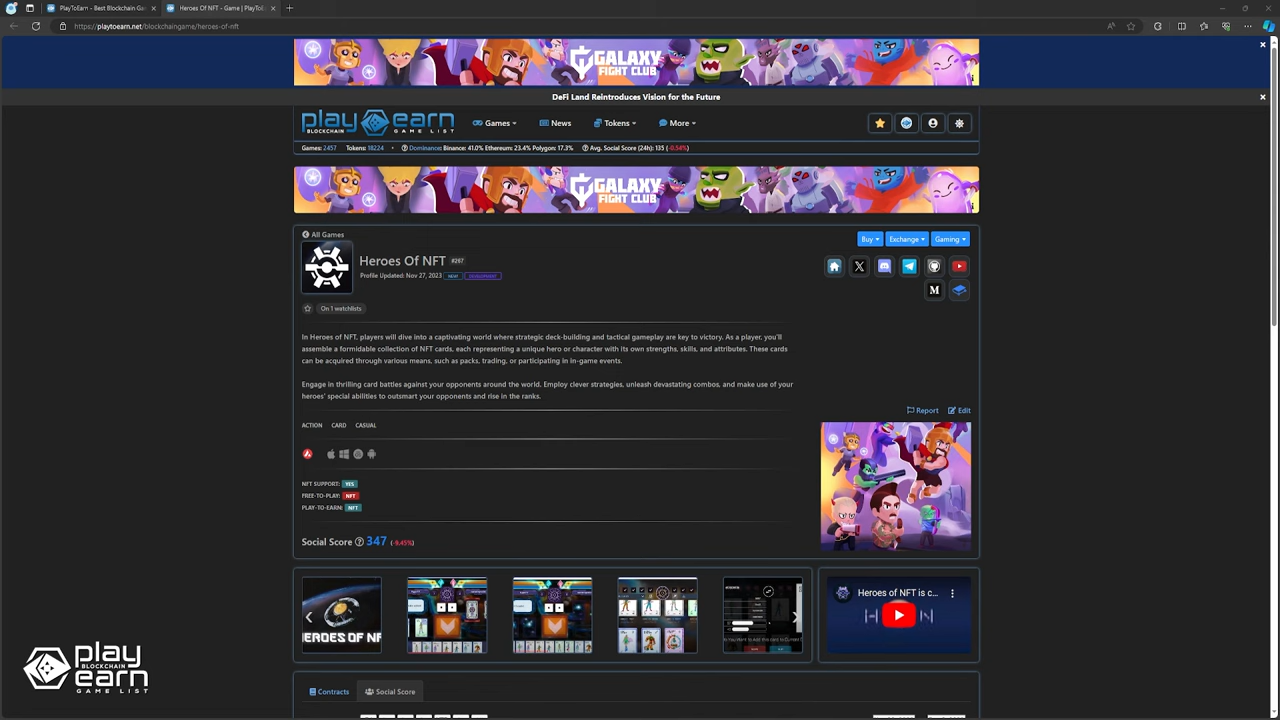 PlayToEarn - Best Blockchain Ga
Heroes Of NFT - Game | PlayToE
https://playtoearn.net/blockchaingame/heroes-of-nft
GALAXY
FIGHT CLUB
DeFi Land Reintroduces Vision for the Future
play earn
BLOCKCHAIN GAME LIST
Games
News
Tokens
More
Games: 2457 Tokens: 18224 • Dominance: Binance: 41.0% Ethereum: 23.4% Polygon: 17.3% Avg. Social Score (24h): 135 (-0.54%)
GALAXY
FIGHT CLUB
All Games
Buy
Exchange
Gaming
Heroes Of NFT #267
Profile Updated: Nov 27, 2023 NEW! DEVELOPMENT
On 1 watchlists
In Heroes of NFT, players will dive into a captivating world where strategic deck-building and tactical gameplay are key to victory. As a player, you'll
assemble a formidable collection of NFT cards, each representing a unique hero or character with its own strengths, skills, and attributes. These cards
can be acquired through various means, such as packs, trading, or participating in in-game events.
Engage in thrilling card battles against your opponents around the world. Employ clever strategies, unleash devastating combos, and make use of your
heroes' special abilities to outsmart your opponents and rise in the ranks.
Report
Edit
ACTION CARD CASUAL
NFT SUPPORT: YES
FREE-TO-PLAY: NFT
PLAY-TO-EARN: NFT
Social Score 347 (-9.45%)
HEROES OF NF
Heroes of NFT is c...
play earn
BLOCKCHAIN
GAME LIST
Contracts
Social Score